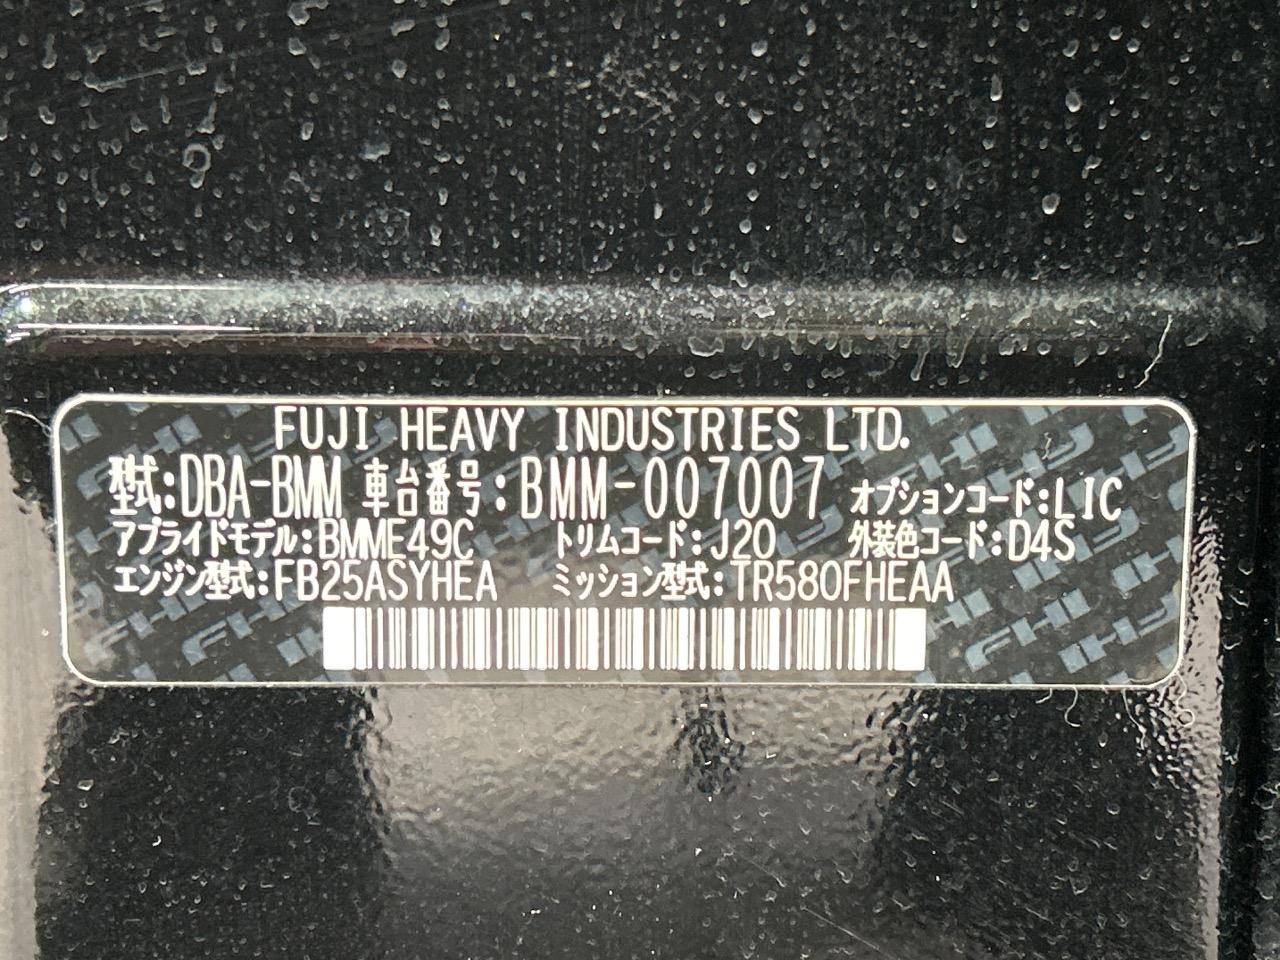 FUJI HEAVY INDUSTRIES LTD.
型式:DBA-BMM 車台番号:BMM-007007 オプションコード:LIC
アプライドモデル:BMME49C トリムコード:J20 外装色コード:D4S
エンジン型式:FB25ASYHEA ミッション型式:TR580FHEAA